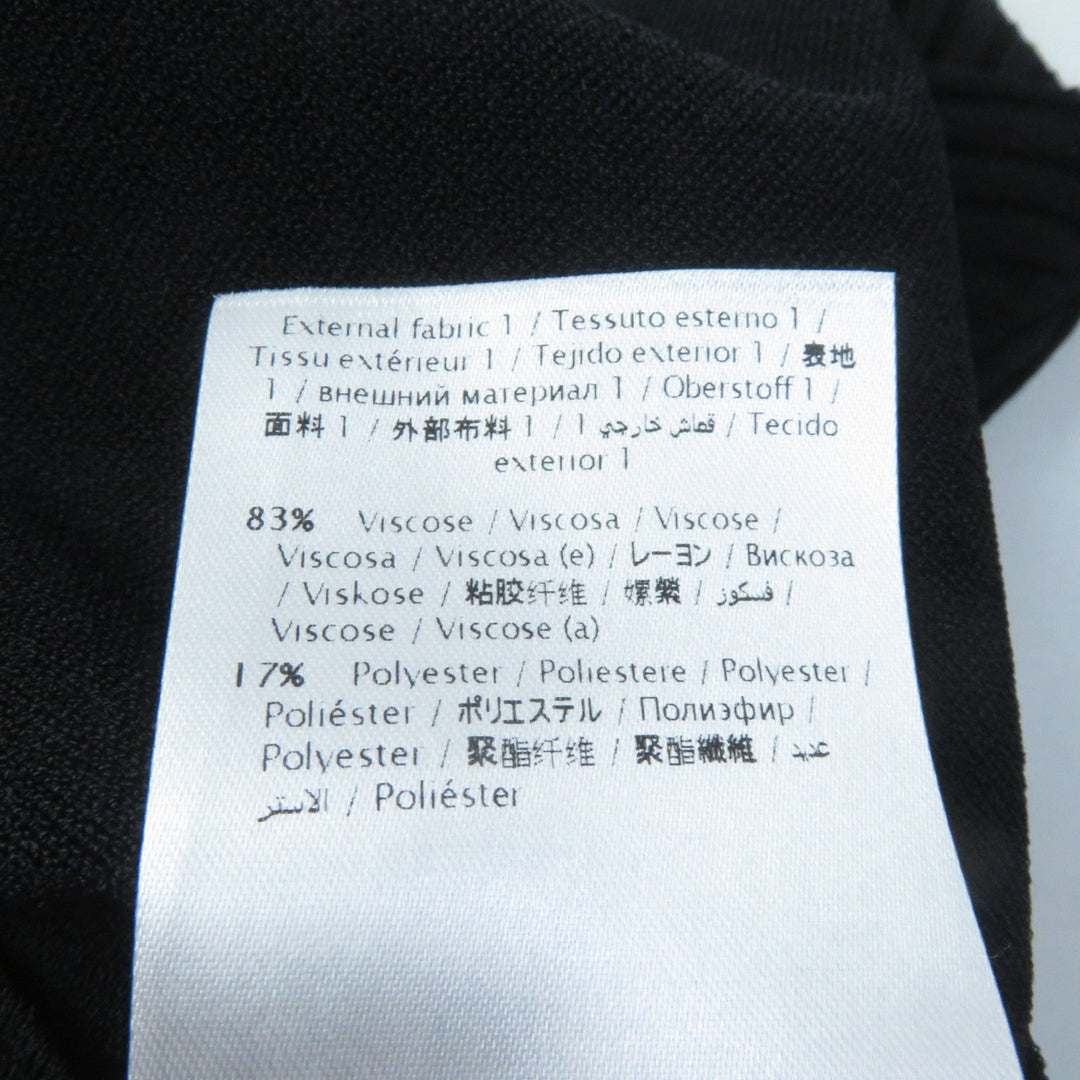 External fabric 1 / Tessuto esterno 1 /
Tissu extérieur 1 / Tejido exterior 1 / 表地
1 / внешний материал 1 / Oberstoff 1 /
面料 1 / 外部布料 1 / قماش خارجي 1 / Tecido
exterior 1
83% Viscose / Viscosa / Viscose /
Viscosa / Viscosa (e) / レーヨン / Вискоза
/ Viskose / 粘胶纤维 / 嫘縈 / فسكوز /
Viscose / Viscose (a)
17% Polyester / Poliestere / Polyester /
Poliéster / ポリエステル / Полиэфир /
Polyester / 聚酯纤维 / 聚酯纖維 / عديد
الاستر / Poliéster